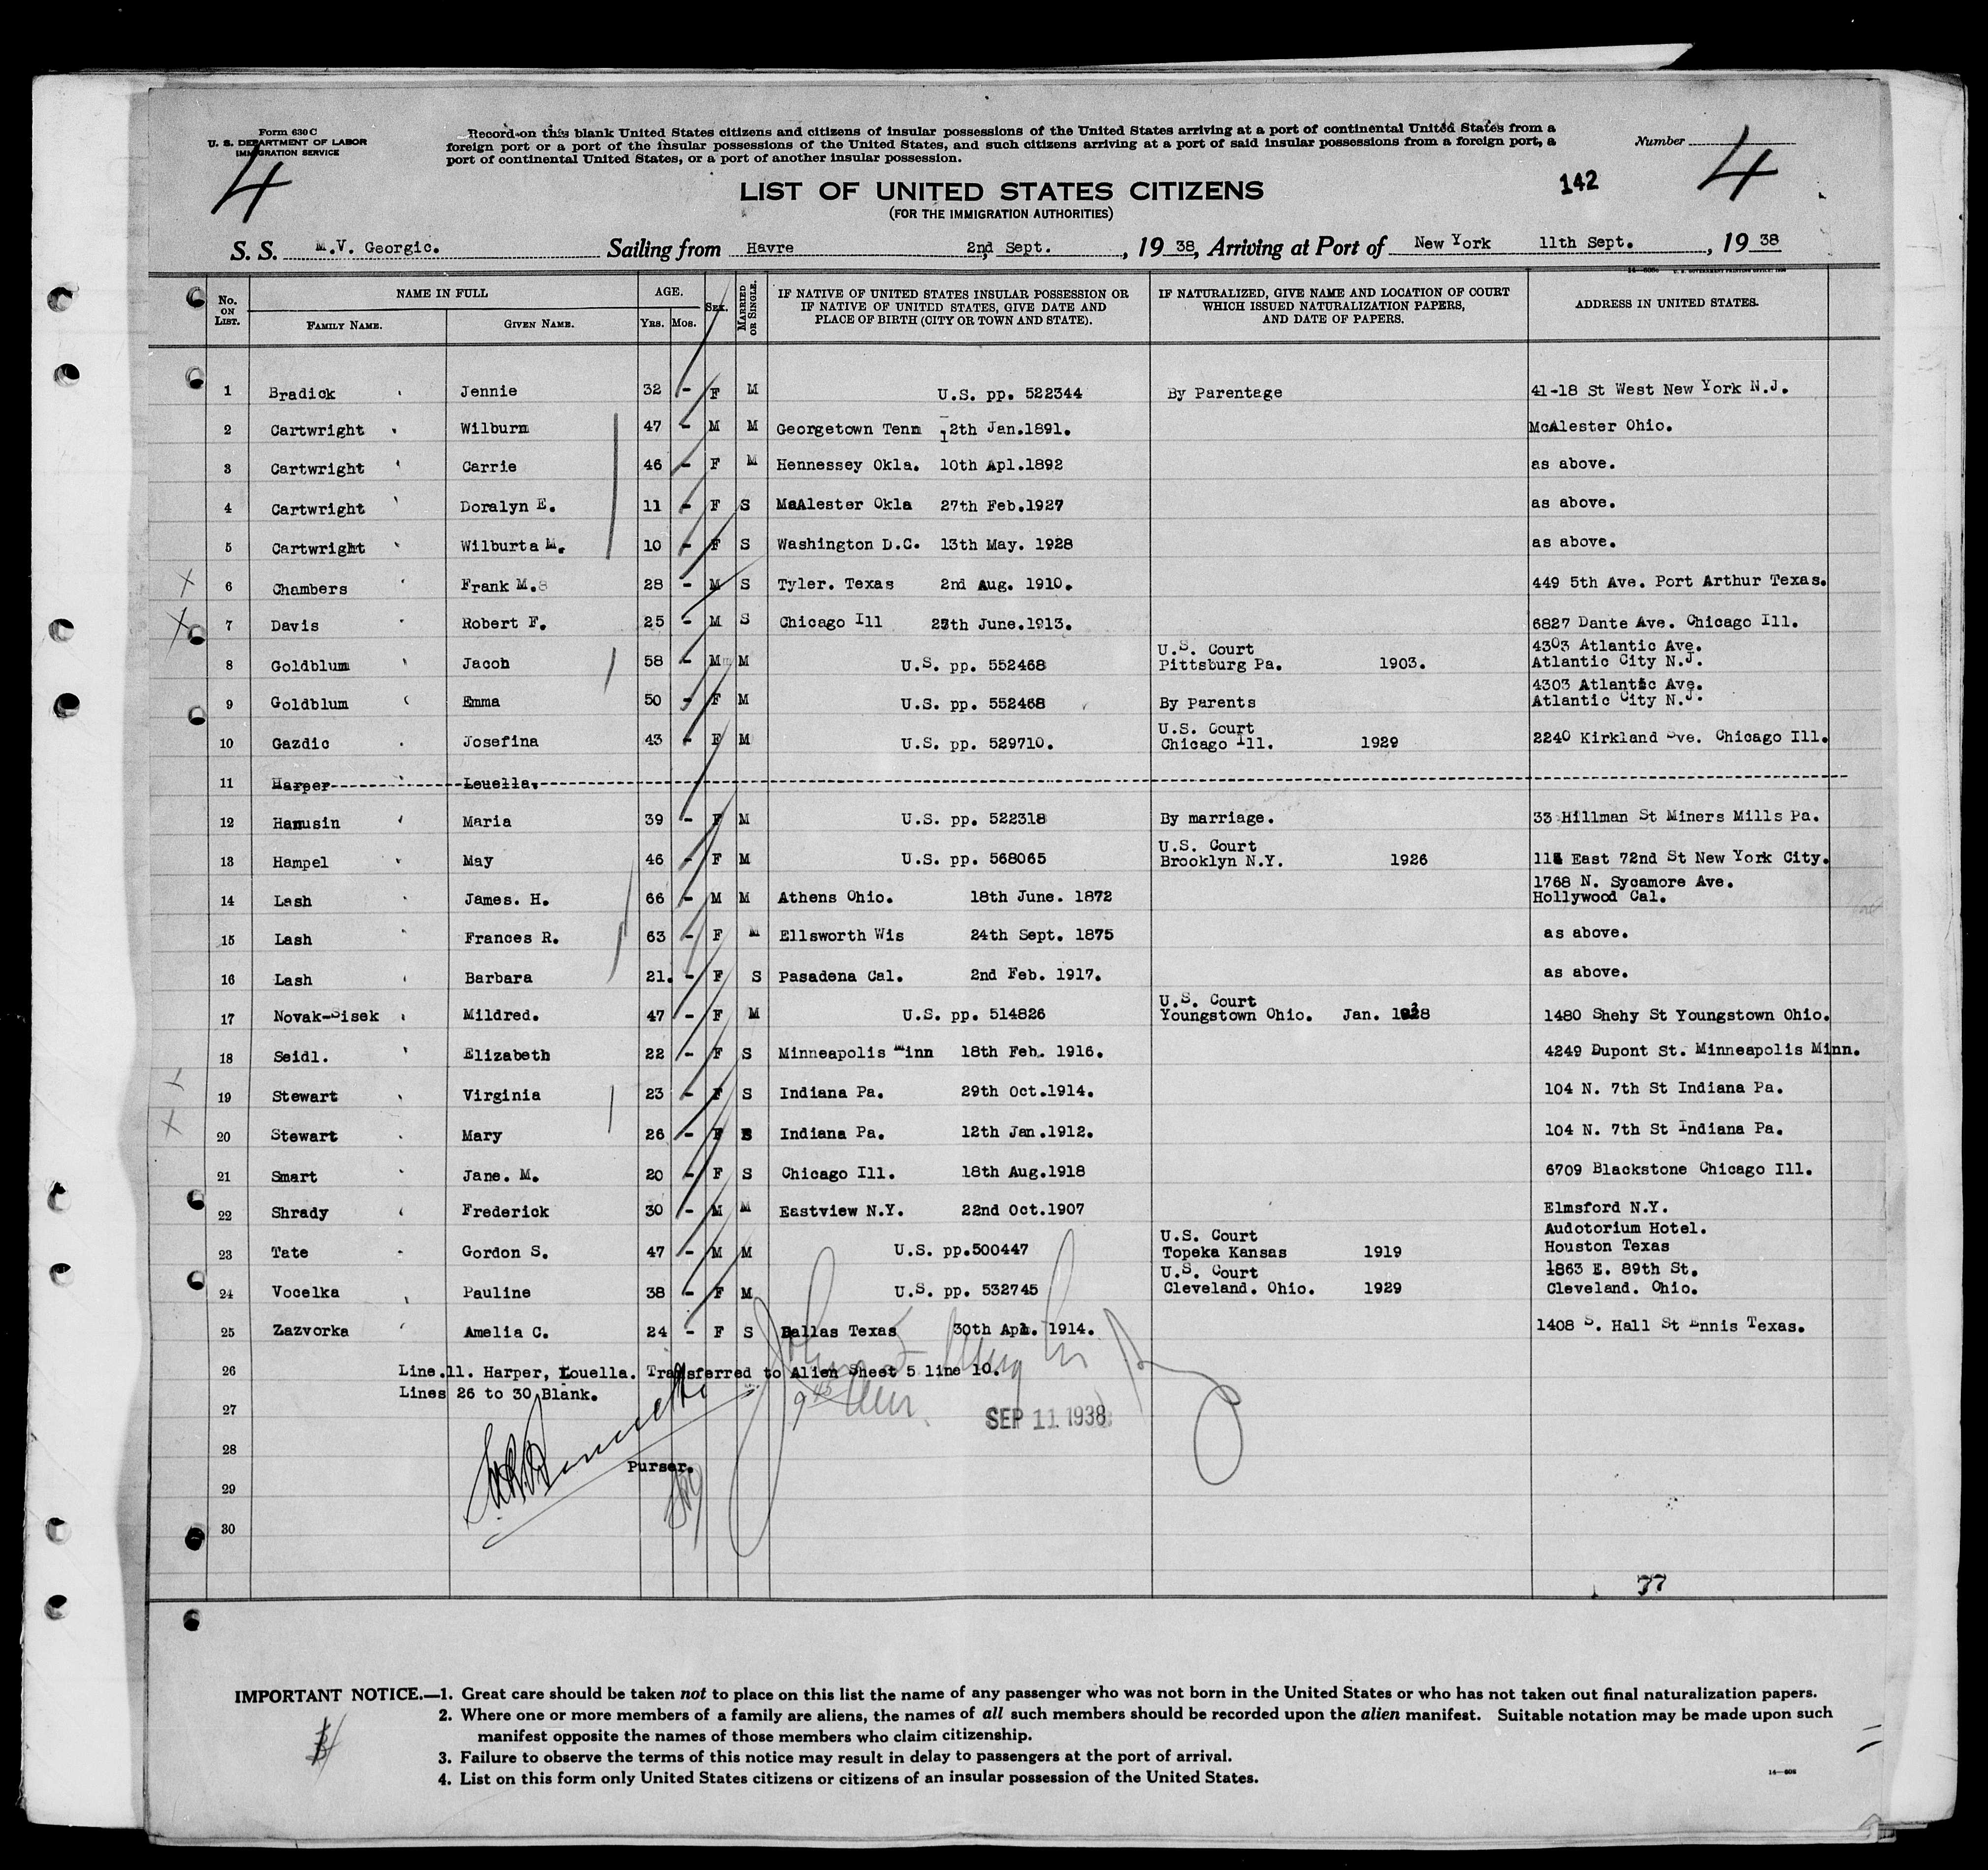 Form 630 C
U. S. DEPARTMENT OF LABOR
IMMIGRATION SERVICE
4
Record on this blank United States citizens and citizens of insular possessions of the United States arriving at a port of continental United States from a
foreign port or a port of the insular possessions of the United States, and such citizens arriving at a port of said insular possessions from a foreign port, a
port of continental United States, or a port of another insular possession.
Number
4
142
LIST OF UNITED STATES CITIZENS
(FOR THE IMMIGRATION AUTHORITIES)
S. S. M.V. Georgic. Sailing from Havre 2nd Sept. , 19 38, Arriving at Port of New York 11th Sept. , 19 38
No. ON LIST. NAME IN FULL FAMILY NAME. GIVEN NAME. AGE. YRS. MOS. SEX. MARRIED OR SINGLE. IF NATIVE OF UNITED STATES INSULAR POSSESSION OR IF NATIVE OF UNITED STATES, GIVE DATE AND PLACE OF BIRTH (CITY OR TOWN AND STATE). IF NATURALIZED, GIVE NAME AND LOCATION OF COURT WHICH ISSUED NATURALIZATION PAPERS, AND DATE OF PAPERS. ADDRESS IN UNITED STATES.
1 Bradick Jennie 32 - F M U.S. pp. 522344 By Parentage 41-18 St West New York N.J.
2 Cartwright Wilburn 47 - M M Georgetown Tenn 12th Jan.1891. McAlester Ohio.
3 Cartwright Carrie 46 - F M Hennessey Okla. 10th Apl.1892 as above.
4 Cartwright Doralyn E. 11 - F S McAlester Okla 27th Feb.1927 as above.
5 Cartwright Wilburta M. 10 - F S Washington D.C. 13th May. 1928 as above.
6 Chambers Frank M. 28 - M S Tyler. Texas 2nd Aug. 1910. 449 5th Ave. Port Arthur Texas.
7 Davis Robert F. 25 - M S Chicago Ill 25th June.1913. 6827 Dante Ave. Chicago Ill.
8 Goldblum Jacob 58 - M M U.S. pp. 552468 U.S. Court Pittsburg Pa. 1903. 4303 Atlantic Ave. Atlantic City N.J.
9 Goldblum Emma 50 - F M U.S. pp. 552468 By Parents 4303 Atlantic Ave. Atlantic City N.J.
10 Gazdic Josefina 43 - F M U.S. pp. 529710. U.S. Court Chicago Ill. 1929 2240 Kirkland Ave. Chicago Ill.
11 Harper Louella.
12 Hanusin Maria 39 - F M U.S. pp. 522318 By marriage. 33 Hillman St Miners Mills Pa.
13 Hampel May 46 - F M U.S. pp. 568065 U.S. Court Brooklyn N.Y. 1926 East 72nd St New York City.
14 Lash James. H. 66 - M M Athens Ohio. 18th June. 1872 1768 N. Sycamore Ave. Hollywood Cal.
15 Lash Frances R. 63 - F M Ellsworth Wis 24th Sept. 1875 as above.
16 Lash Barbara 21. - F S Pasadena Cal. 2nd Feb. 1917. as above.
17 Novak-Sisek Mildred. 47 - F M U.S. pp. 514826 U.S. Court Youngstown Ohio. Jan. 1480 Shehy St Youngstown Ohio.
18 Seidl. Elizabeth 22 - F S Minneapolis Minn 18th Feb. 1916. 4249 Dupont St. Minneapolis Minn.
19 Stewart Virginia 23 - F S Indiana Pa. 29th Oct.1914. 104 N. 7th St Indiana Pa.
20 Stewart Mary 26 - F S Indiana Pa. 12th Jan.1912. 104 N. 7th St Indiana Pa.
21 Smart Jane. M. 20 - F S Chicago Ill. 18th Aug.1918 6709 Blackstone Chicago Ill.
22 Shrady Frederick 30 - M M Eastview N.Y. 22nd Oct.1907 Elmsford N.Y.
23 Tate Gordon S. 47 - M M U.S. pp.500447 U.S. Court Topeka Kansas 1919 Audotorium Hotel. Houston Texas
24 Vocelka Pauline 38 - F M U.S. pp. 532745 U.S. Court Cleveland. Ohio. 1929 1863 E. 89th St. Cleveland. Ohio.
25 Zazvorka Amelia C. 24 - F S Dallas Texas 30th Apl. 1914. 1408 S. Hall St Ennis Texas.
26 Line.11. Harper, Louella. Transferred to Alien Sheet 5 line 10.
Lines 26 to 30 Blank.
27
SEP 11 1938
28
Purser.
29
30
77
IMPORTANT NOTICE.—1. Great care should be taken not to place on this list the name of any passenger who was not born in the United States or who has not taken out final naturalization papers.
2. Where one or more members of a family are aliens, the names of all such members should be recorded upon the alien manifest. Suitable notation may be made upon such
manifest opposite the names of those members who claim citizenship.
3. Failure to observe the terms of this notice may result in delay to passengers at the port of arrival.
4. List on this form only United States citizens or citizens of an insular possession of the United States.
14—608